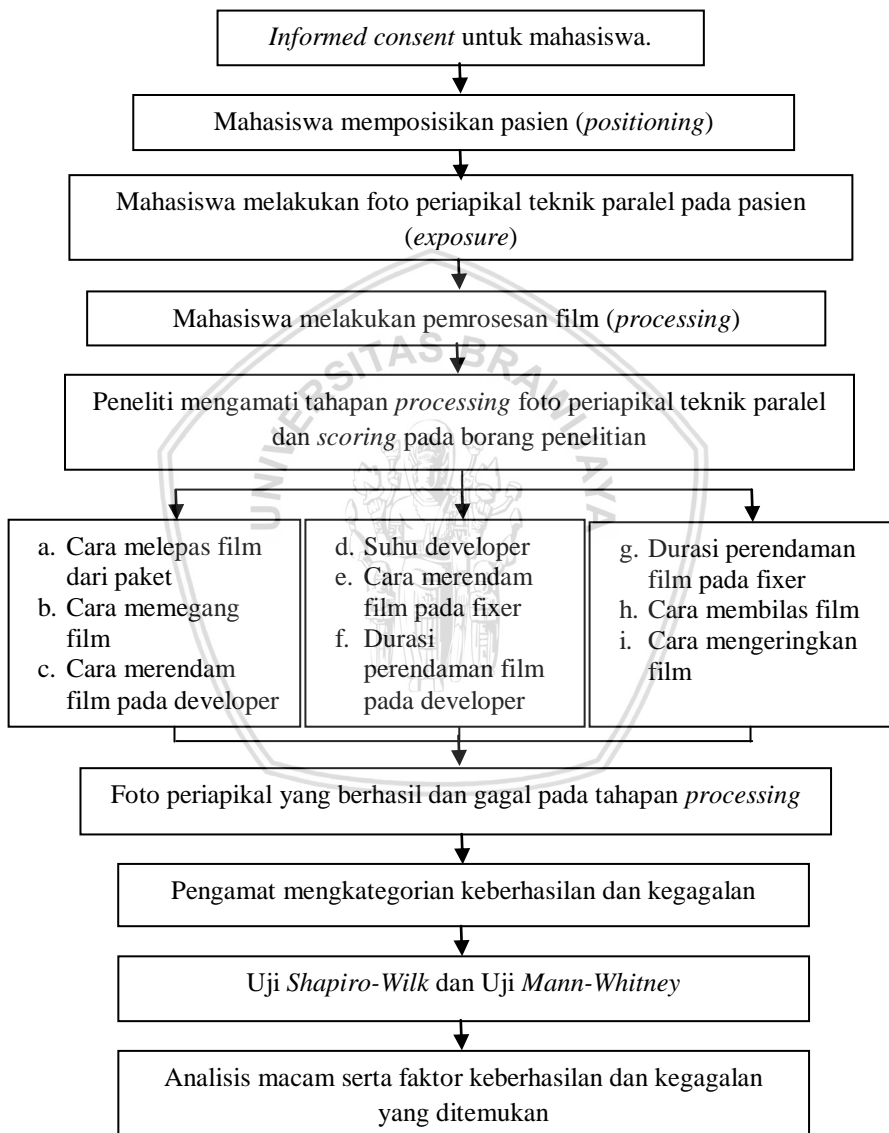 Informed consent untuk mahasiswa.
Mahasiswa memposisikan pasien (positioning)
Mahasiswa melakukan foto periapikal teknik paralel pada pasien
(exposure)
Mahasiswa melakukan pemrosesan film (processing)
UNIVERSITAS BRAWIJAYA
Peneliti mengamati tahapan processing foto periapikal teknik paralel
dan scoring pada borang penelitian
a. Cara melepas film
dari paket
b. Cara memegang
film
c. Cara merendam
film pada developer
d. Suhu developer
e. Cara merendam
film pada fixer
f. Durasi
perendaman film
pada developer
g. Durasi perendaman
film pada fixer
h. Cara membilas film
i. Cara mengeringkan
film
Foto periapikal yang berhasil dan gagal pada tahapan processing
Pengamat mengkategorian keberhasilan dan kegagalan
Uji Shapiro-Wilk dan Uji Mann-Whitney
Analisis macam serta faktor keberhasilan dan kegagalan
yang ditemukan